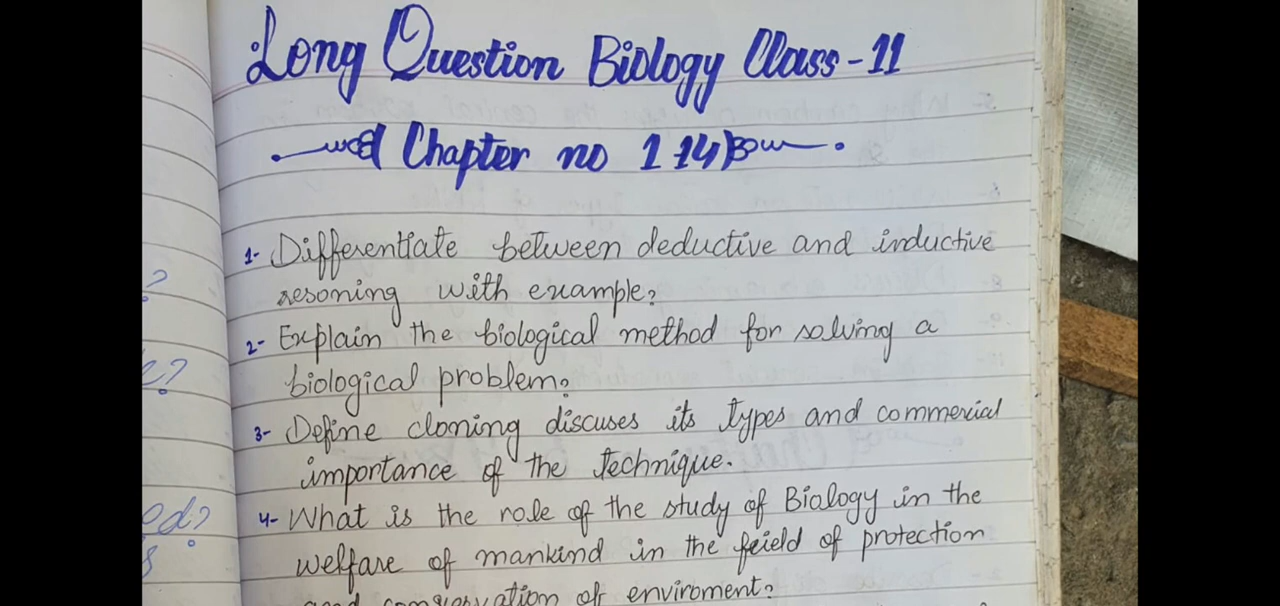 Long Question Biology Class-11
Chapter no 1
1- Differentiate between deductive and inductive
resoning with example?
2- Explain the biological method for solving a
biological problem?
3- Define cloning discuses its types and commercial
importance of the technique.
4- What is the role of the study of Biology in the
welfare of mankind in the feield of protection
and conservation of enviroment?